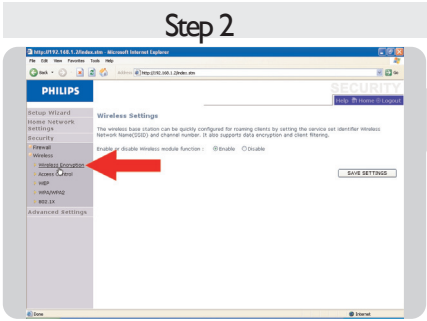 Step 2
http://192.168.1.2/index.stm - Microsoft Internet Explorer
File Edit View Favorites Tools Help
Back
Address http://192.168.1.2/index.stm
Go
PHILIPS
SECURITY
Help Home Logout
Setup Wizard
Home Network Settings
Security
Firewall
Wireless
Wireless Encryption
Access Control
WEP
WPA/WPA2
802.1X
Advanced Settings
Wireless Settings
The wireless base station can be quickly configured for roaming clients by setting the service set identifier Wireless
Network Name(SSID) and channel number. It also supports data encryption and client filtering.
Enable or disable Wireless module function : Enable Disable
SAVE SETTINGS
Done
Internet